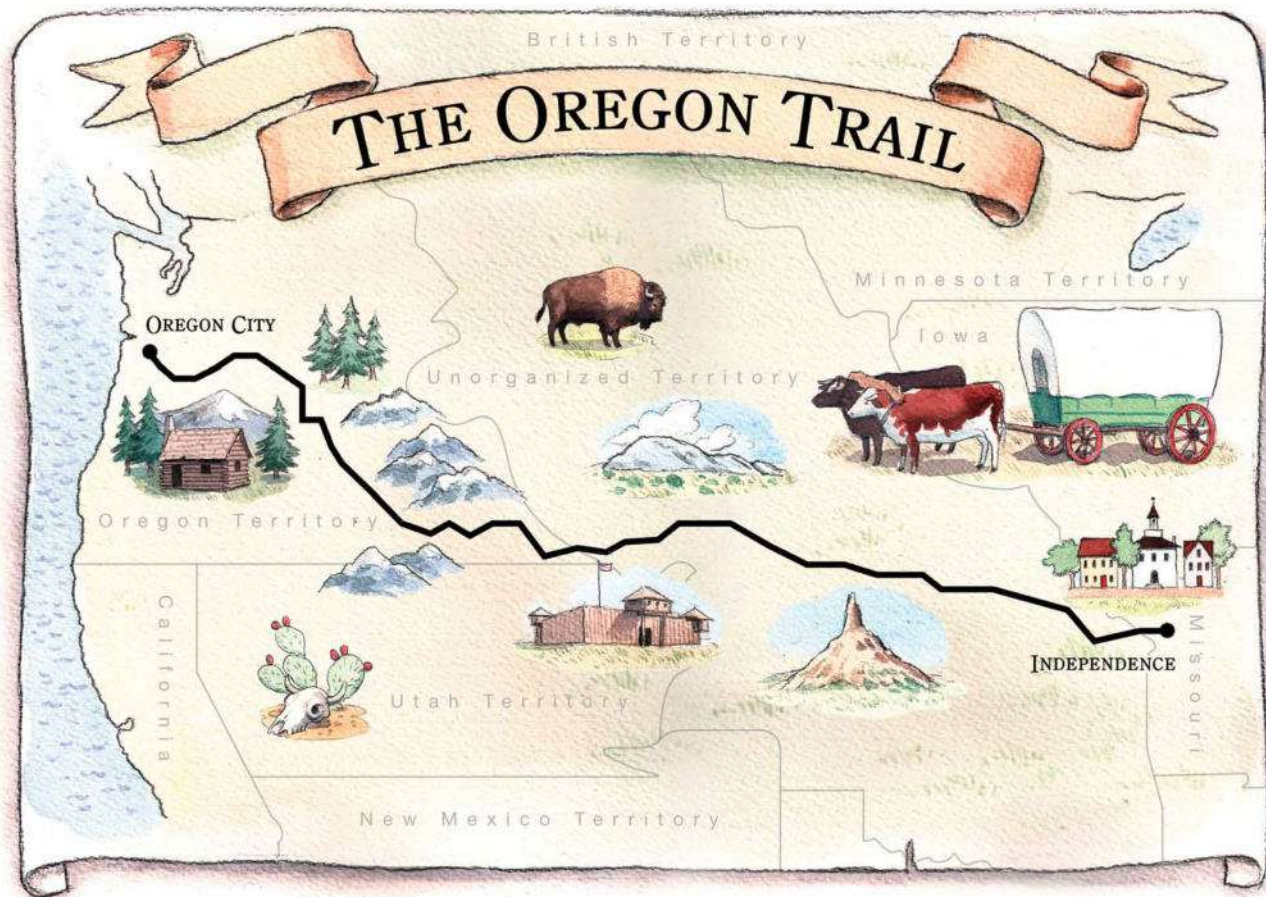 British Territory
THE OREGON TRAIL
Minnesota Territory
OREGON CITY
Iowa
Unorganized Territory
Oregon Territory
California
Missouri
INDEPENDENCE
Utah Territory
New Mexico Territory